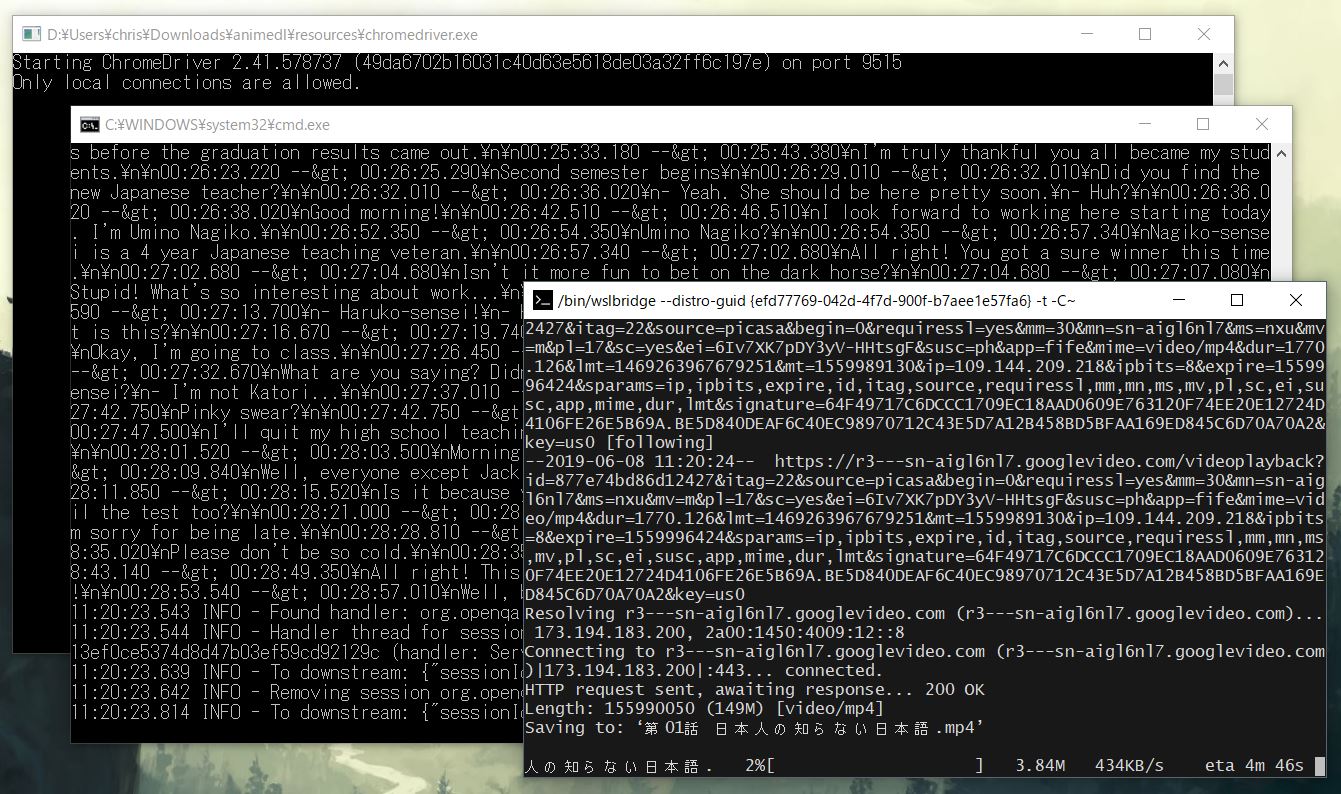 D:¥Users¥chris¥Downloads¥animedl¥resources¥chromedriver.exe
Starting ChromeDriver 2.41.578737 (49da6702b16031c40d63e5618de03a32ff6c197e) on port 9515
Only local connections are allowed.
C:¥WINDOWS¥system32¥cmd.exe
s before the graduation results came out.¥n¥n00:25:33.180 --&gt; 00:25:43.380¥nI'm truly thankful you all became my stud
ents.¥n¥n00:26:23.220 --&gt; 00:26:25.290¥nSecond semester begins¥n¥n00:26:29.010 --&gt; 00:26:32.010¥nDid you find the
new Japanese teacher?¥n¥n00:26:32.010 --&gt; 00:26:36.020¥n- Yeah. She should be here pretty soon.¥n- Huh?¥n¥n00:26:36.0
20 --&gt; 00:26:38.020¥nGood morning!¥n¥n00:26:42.510 --&gt; 00:26:46.510¥nI look forward to working here starting today
. I'm Umino Nagiko.¥n¥n00:26:52.350 --&gt; 00:26:54.350¥nUmino Nagiko?¥n¥n00:26:54.350 --&gt; 00:26:57.340¥nNagiko-sense
i is a 4 year Japanese teaching veteran.¥n¥n00:26:57.340 --&gt; 00:27:02.680¥nAll right! You got a sure winner this time
.¥n¥n00:27:02.680 --&gt; 00:27:04.680¥nIsn't it more fun to bet on the dark horse?¥n¥n00:27:04.680 --&gt; 00:27:07.080¥n
Stupid! What's so interesting about work...¥n¥
590 --&gt; 00:27:13.700¥n- Haruko-sensei!¥n-
t is this?¥n¥n00:27:16.670 --&gt; 00:27:19.740
¥nOkay, I'm going to class.¥n¥n00:27:26.450 --
--&gt; 00:27:32.670¥nWhat are you saying? Did
ensei?¥n- I'm not Katori...¥n¥n00:27:37.010 --
27:42.750¥nPinky swear?¥n¥n00:27:42.750 --&gt
00:27:47.500¥nI'll quit my high school teachi
¥n¥n00:28:01.520 --&gt; 00:28:03.500¥nMorning
&gt; 00:28:09.840¥nWell, everyone except Jack
28:11.850 --&gt; 00:28:15.520¥nIs it because
il the test too?¥n¥n00:28:21.000 --&gt; 00:28
m sorry for being late.¥n¥n00:28:28.810 --&gt
8:35.020¥nPlease don't be so cold.¥n¥n00:28:3
8:43.140 --&gt; 00:28:49.350¥nAll right! This
!¥n¥n00:28:53.540 --&gt; 00:28:57.010¥nWell,
11:20:23.543 INFO - Found handler: org.openqa
11:20:23.544 INFO - Handler thread for session
13ef0ce5374d8d47b03ef59cd92129c (handler: Ser
11:20:23.639 INFO - To downstream: {"sessionI
11:20:23.642 INFO - Removing session org.openq
11:20:23.814 INFO - To downstream: {"sessionI
/bin/wslbridge --distro-guid {efd77769-042d-4f7d-900f-b7aee1e57fa6} -t -C~
2427&itag=22&source=picasa&begin=0&requiressl=yes&mm=30&mn=sn-aigl6nl7&ms=nxu&mv
=m&pl=17&sc=yes&ei=6Iv7XK7pDY3yV-HHtsgF&susc=ph&app=fife&mime=video/mp4&dur=1770
.126&lmt=1469263967679251&mt=1559989130&ip=109.144.209.218&ipbits=8&expire=15599
96424&sparams=ip,ipbits,expire,id,itag,source,requiressl,mm,mn,ms,mv,pl,sc,ei,su
sc,app,mime,dur,lmt&signature=64F49717C6DCCC1709EC18AAD0609E763120F74EE20E12724D
4106FE26E5B69A.BE5D840DEAF6C40EC98970712C43E5D7A12B458BD5BFAA169ED845C6D70A70A2&
key=us0 [following]
--2019-06-08 11:20:24--  https://r3---sn-aigl6nl7.googlevideo.com/videoplayback?
id=877e74bd86d12427&itag=22&source=picasa&begin=0&requiressl=yes&mm=30&mn=sn-aig
l6nl7&ms=nxu&mv=m&pl=17&sc=yes&ei=6Iv7XK7pDY3yV-HHtsgF&susc=ph&app=fife&mime=vid
eo/mp4&dur=1770.126&lmt=1469263967679251&mt=1559989130&ip=109.144.209.218&ipbits
=8&expire=1559996424&sparams=ip,ipbits,expire,id,itag,source,requiressl,mm,mn,ms
,mv,pl,sc,ei,susc,app,mime,dur,lmt&signature=64F49717C6DCCC1709EC18AAD0609E76312
0F74EE20E12724D4106FE26E5B69A.BE5D840DEAF6C40EC98970712C43E5D7A12B458BD5BFAA169E
D845C6D70A70A2&key=us0
Resolving r3---sn-aigl6nl7.googlevideo.com (r3---sn-aigl6nl7.googlevideo.com)...
173.194.183.200, 2a00:1450:4009:12::8
Connecting to r3---sn-aigl6nl7.googlevideo.com (r3---sn-aigl6nl7.googlevideo.com
)|173.194.183.200|:443... connected.
HTTP request sent, awaiting response... 200 OK
Length: 155990050 (149M) [video/mp4]
Saving to: ‘第01話 日本人の知らない日本語.mp4’
人の知らない日本語. 2%[ ] 3.84M 434KB/s eta 4m 46s